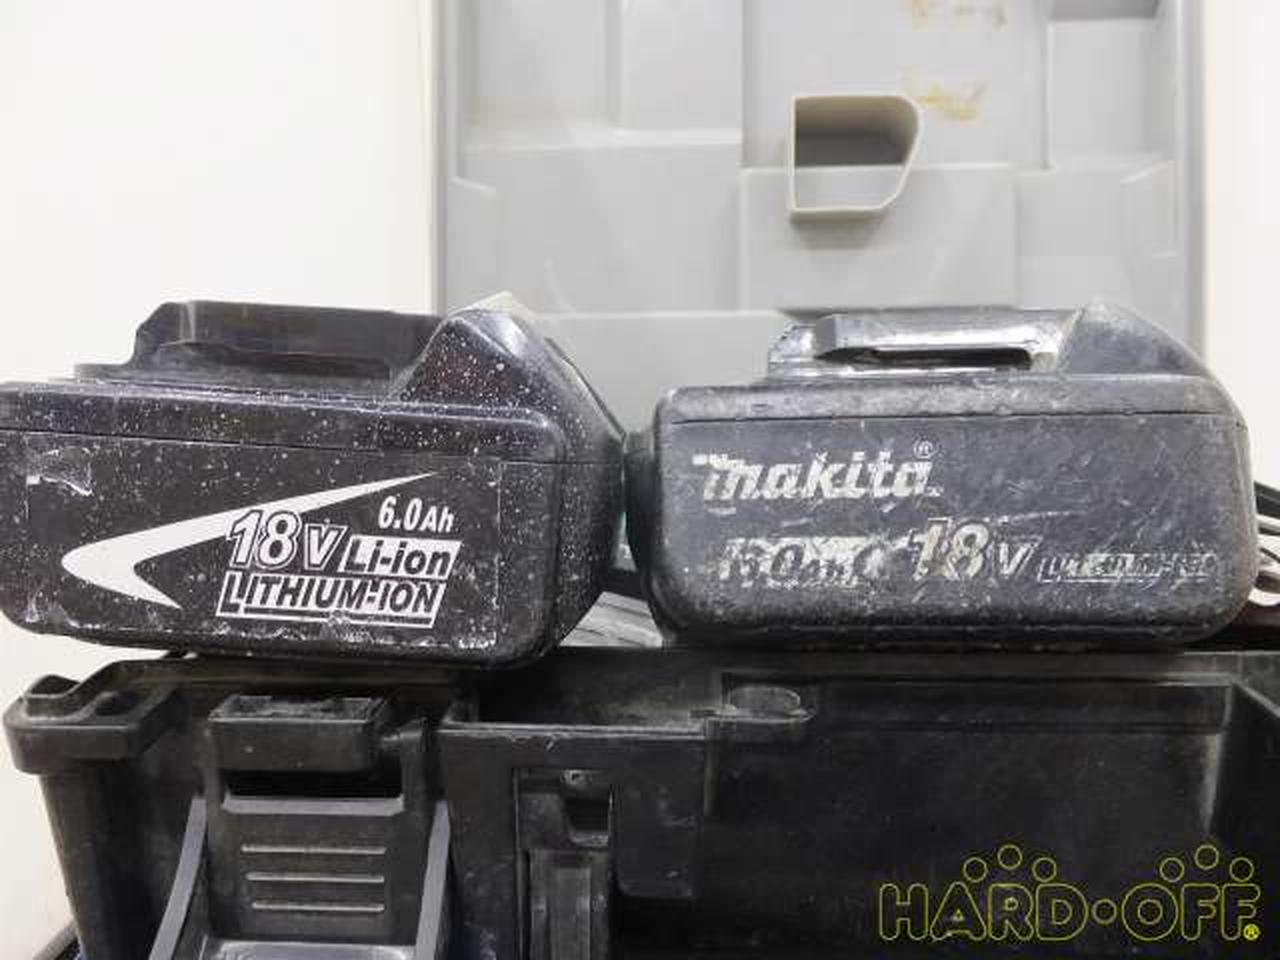 6.0Ah
18V Li-ion
LITHIUM-ION
makita®
18V
HARD·OFF®